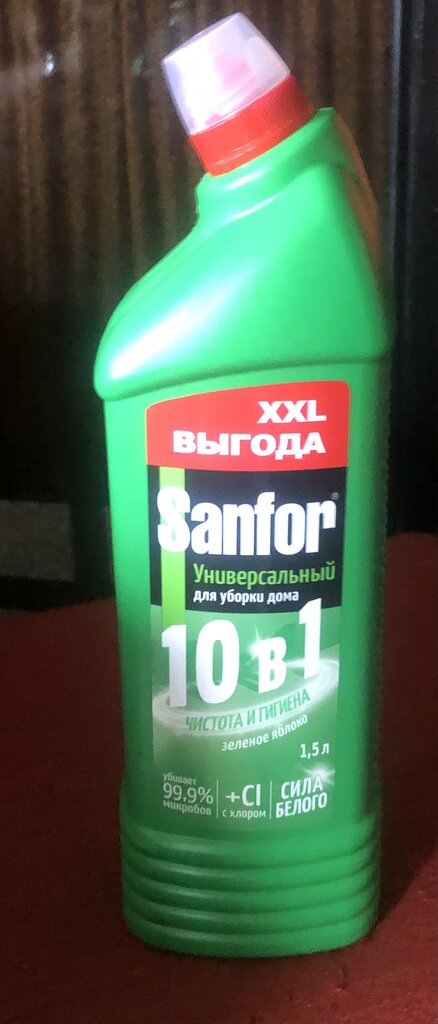 XXL
ВЫГОДА
Sanfor®
Универсальный
для уборки дома
10 в 1
ЧИСТОТА И ГИГИЕНА
зеленое яблоко
1,5 л
убивает
99,9%
микробов
+Cl
с хлором
СИЛА
БЕЛОГО